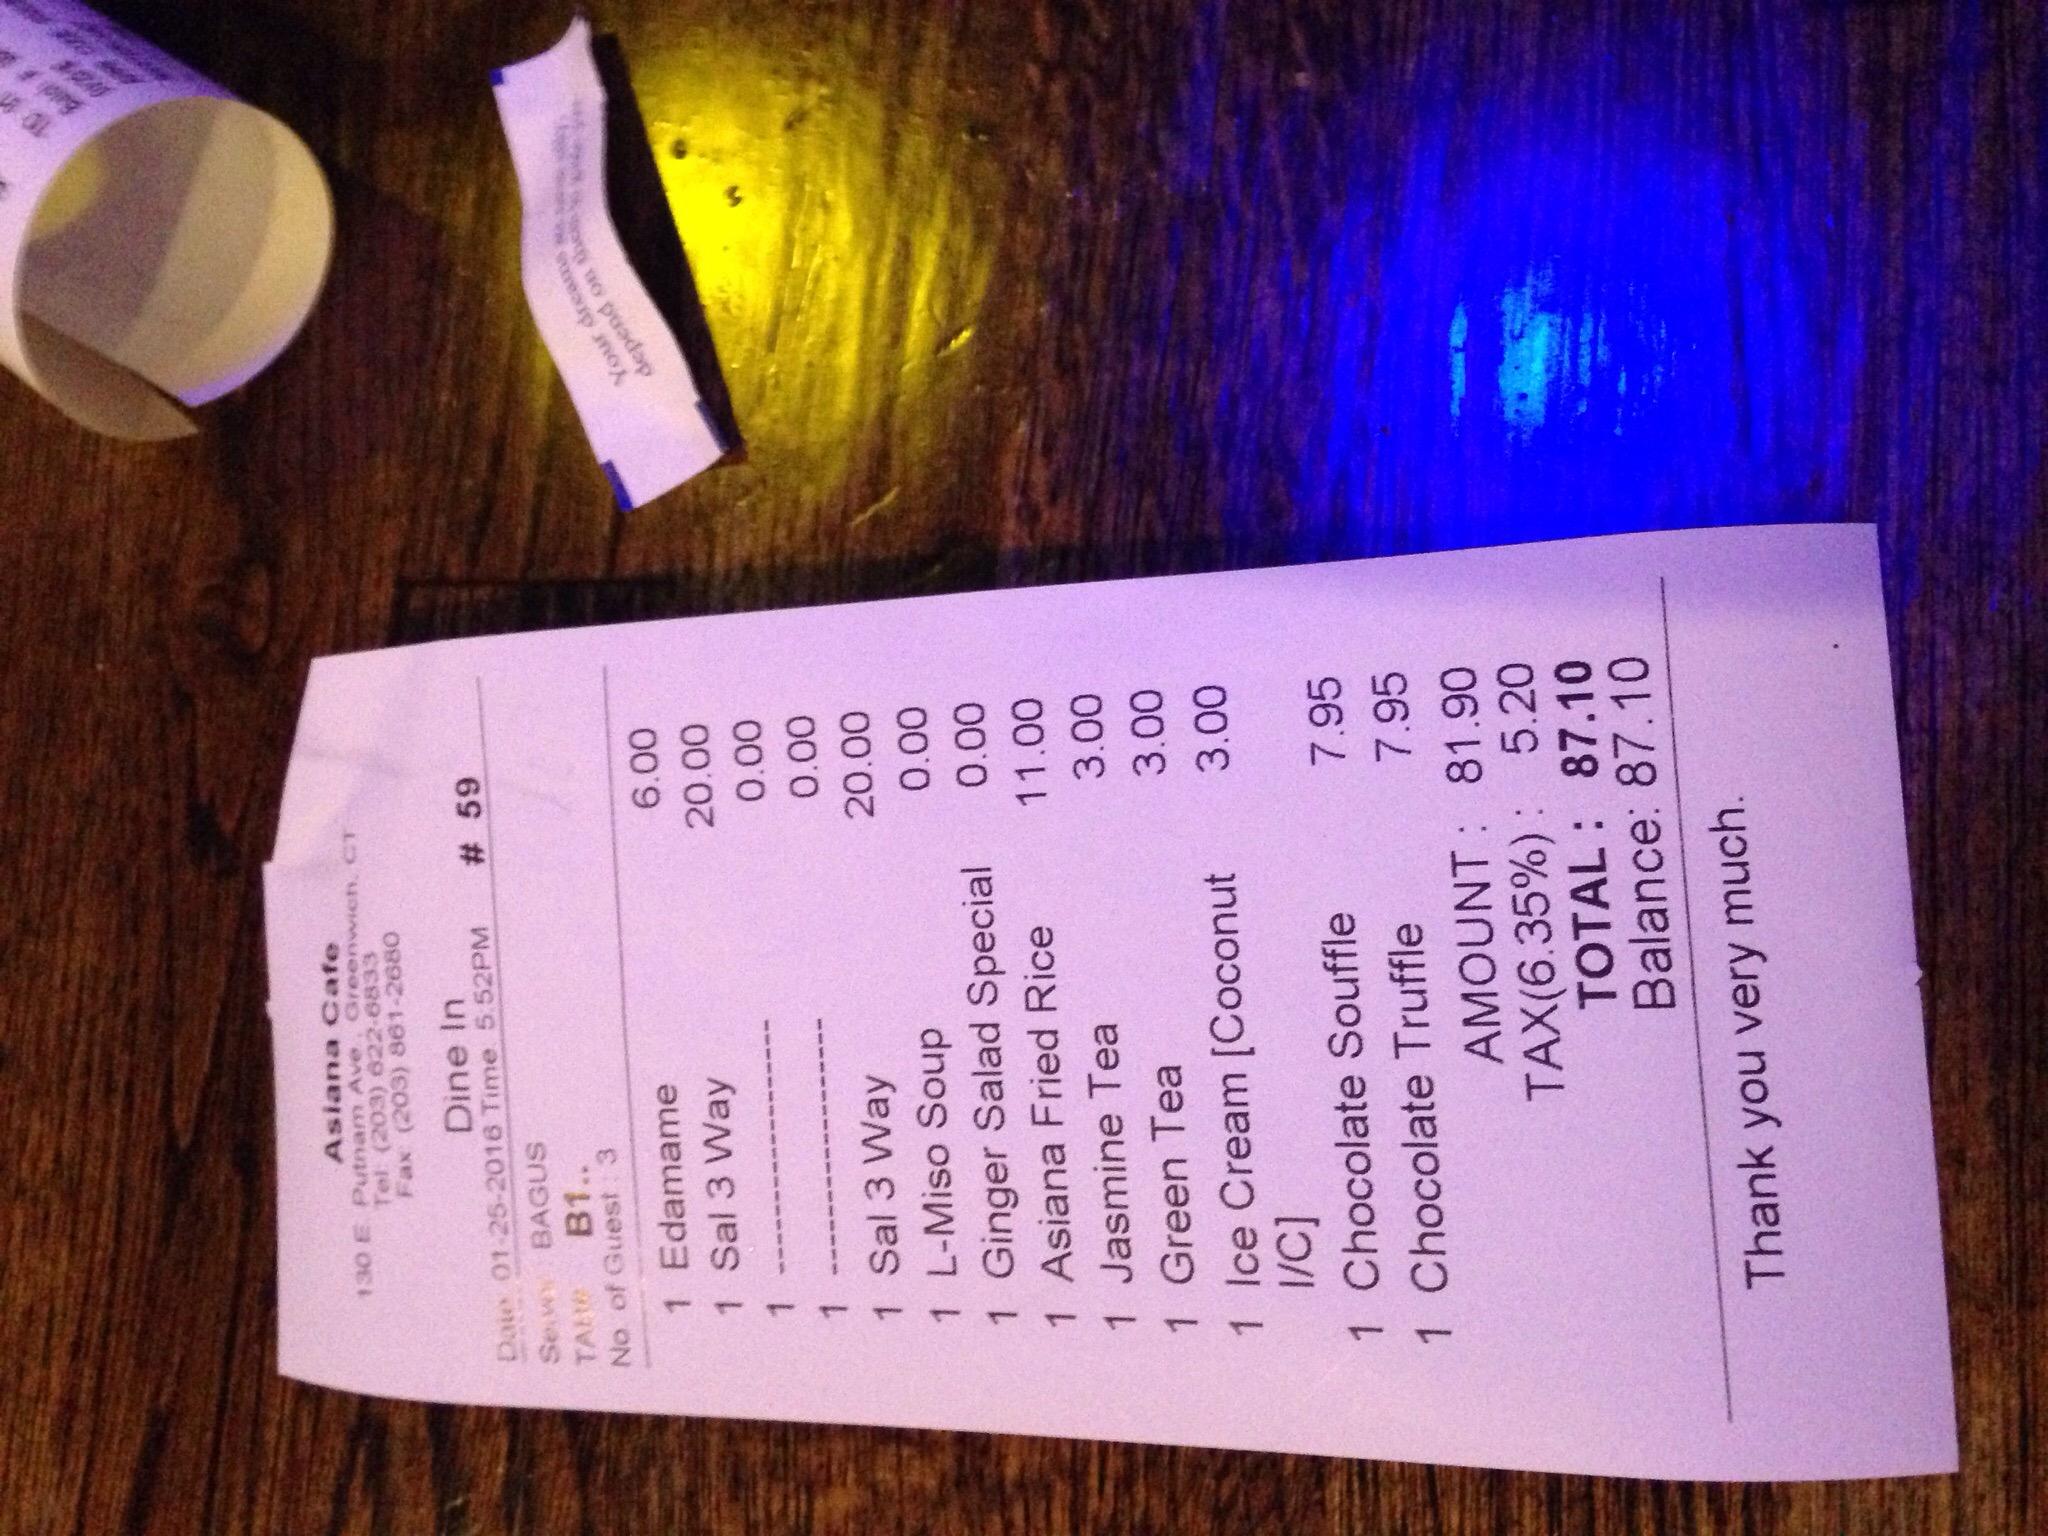 Asiana Cafe
130 E. Putnam Ave., Greenwich, CT
Tel: (203) 622-6833
Fax: (203) 861-2680
Dine In
Date: 01-25-2016 Time 5:52PM # 59
Server : BAGUS
TABLE B1..
No. of Guest : 3
1 Edamame 6.00
1 Sal 3 Way 20.00
1 ------------------- 0.00
1 ------------------- 0.00
1 Sal 3 Way 20.00
1 L-Miso Soup 0.00
1 Ginger Salad Special 0.00
1 Asiana Fried Rice 11.00
1 Jasmine Tea 3.00
1 Green Tea 3.00
1 Ice Cream [Coconut 3.00
I/C]
1 Chocolate Souffle 7.95
1 Chocolate Truffle 7.95
AMOUNT : 81.90
TAX(6.35%) : 5.20
TOTAL : 87.10
Balance: 87.10
Thank you very much.
Your dreams
depend on